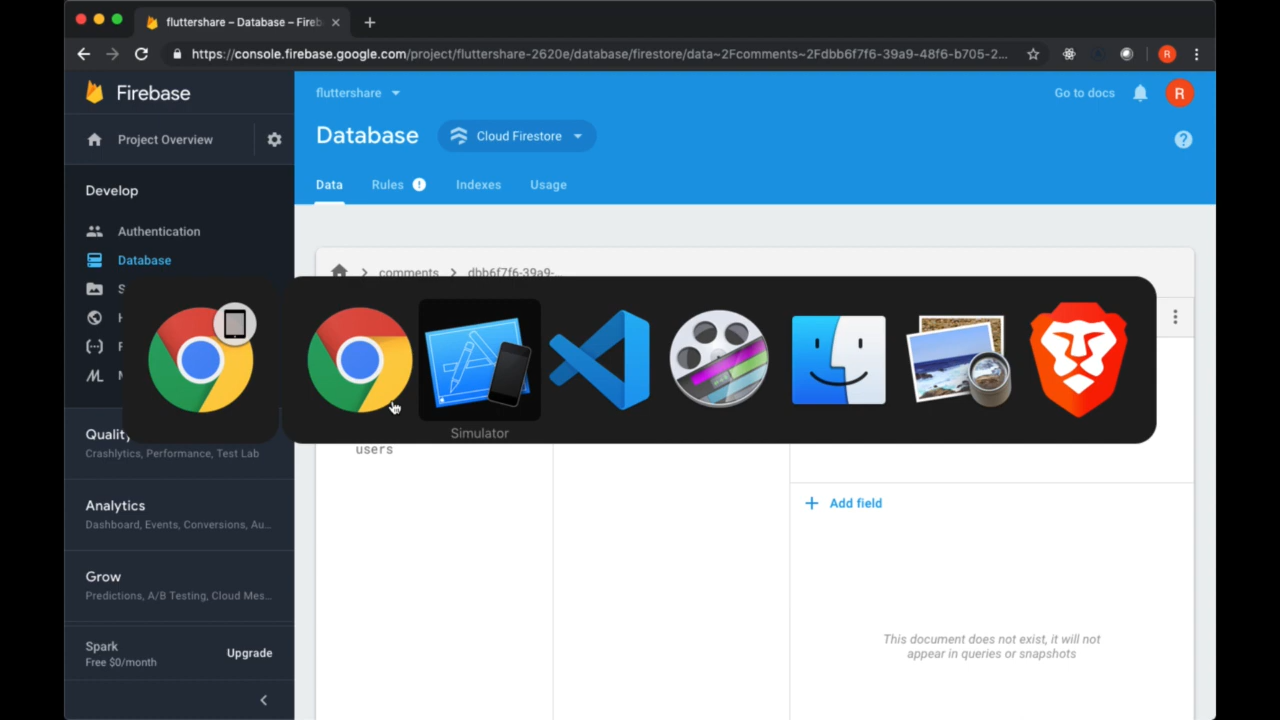 fluttershare – Database – Fireb
https://console.firebase.google.com/project/fluttershare-2620e/database/firestore/data~2Fcomments~2Fdbb6f7f6-39a9-48f6-b705-2...
R
Firebase
fluttershare
Go to docs
R
Project Overview
Database
Cloud Firestore
Develop
Data
Rules
Indexes
Usage
Authentication
Database
comments
dbb6f7f6-39a9-...
Simulator
Quality
Crashlytics, Performance, Test Lab
users
Analytics
Dashboard, Events, Conversions, Au...
Add field
Grow
Predictions, A/B Testing, Cloud Mes...
This document does not exist, it will not
appear in queries or snapshots
Spark
Free $0/month
Upgrade